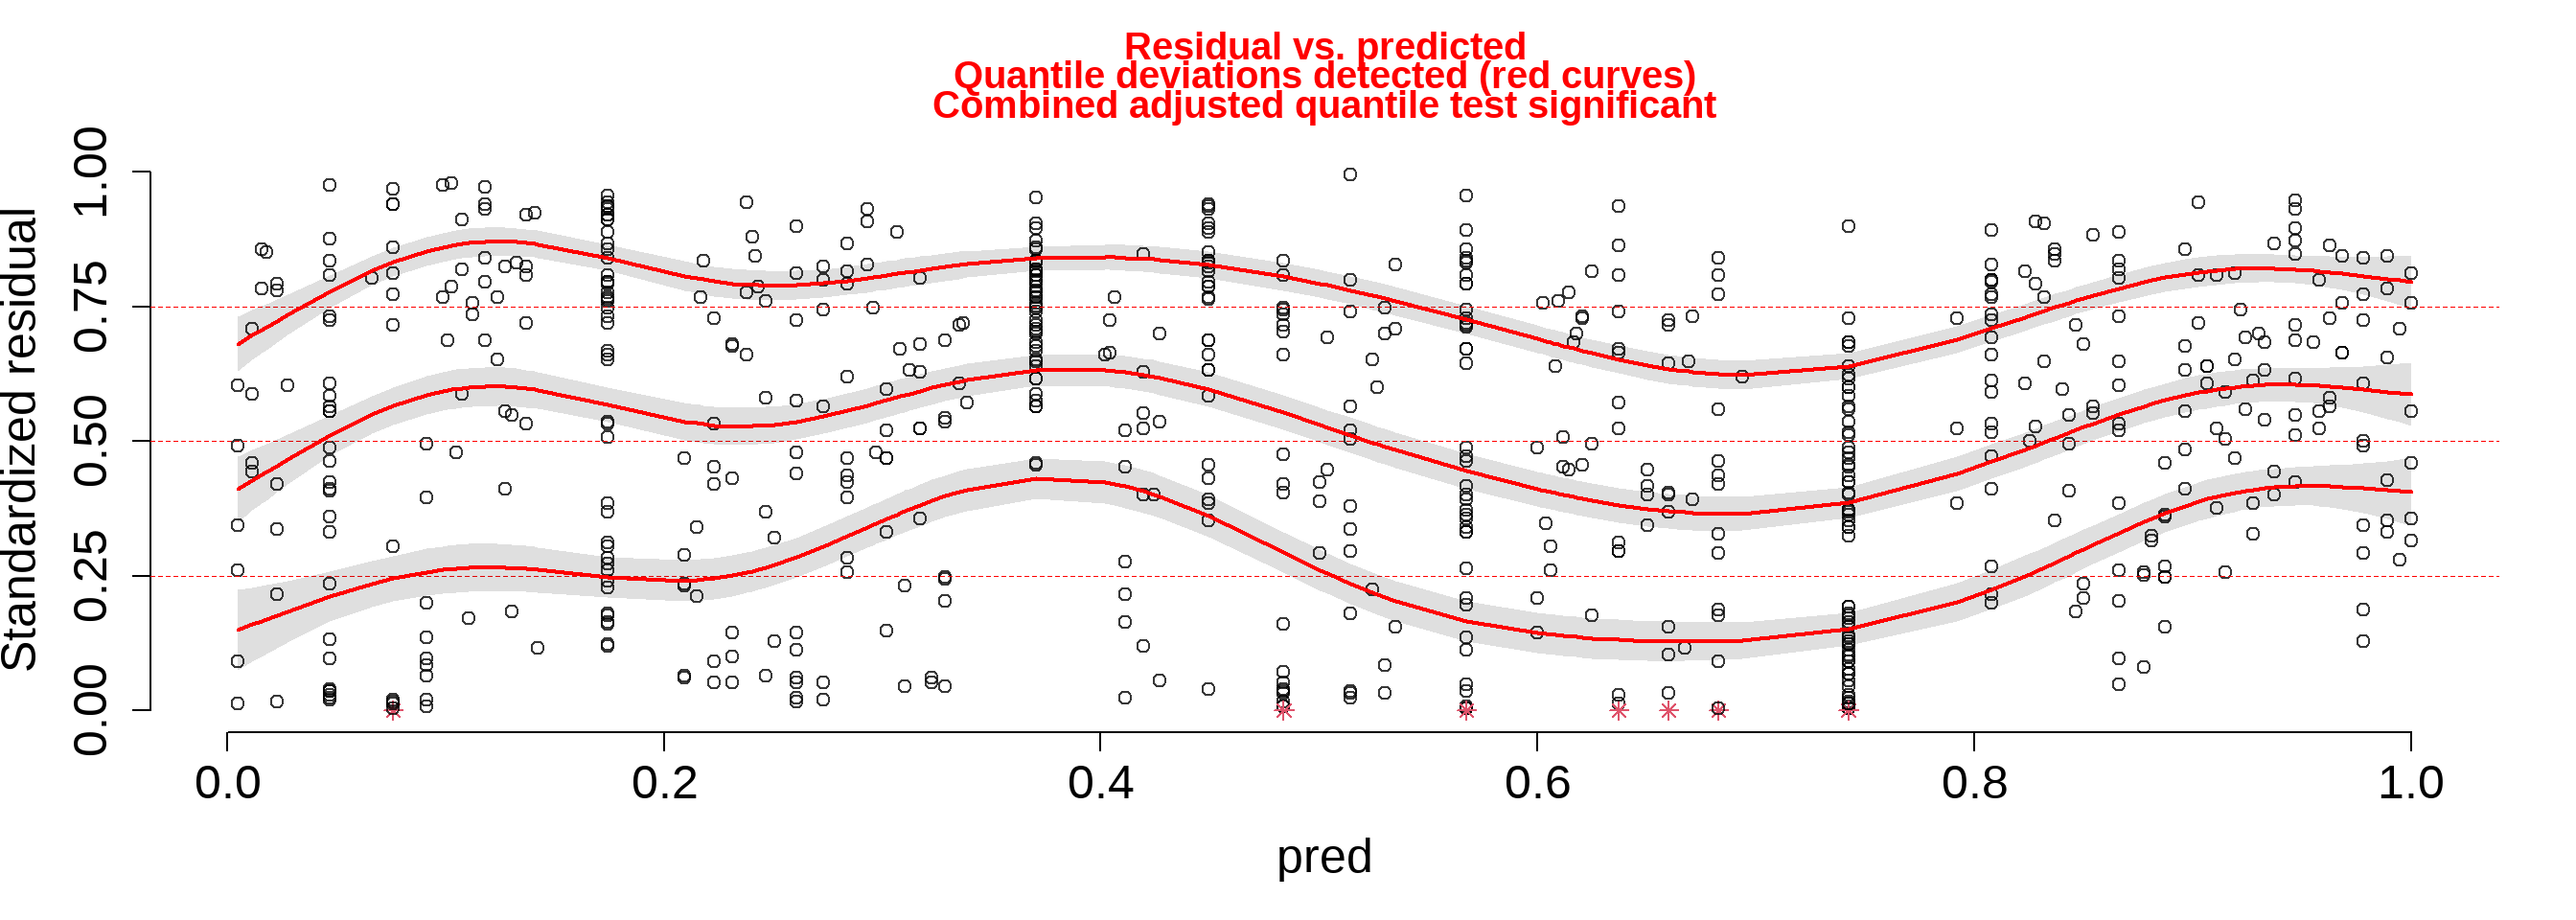 Residual vs. predicted
Quantile deviations detected (red curves)
Combined adjusted quantile test significant
Standardized residual
1.00
0.75
0.50
0.25
0.00
0.0 0.2 0.4 0.6 0.8 1.0
pred